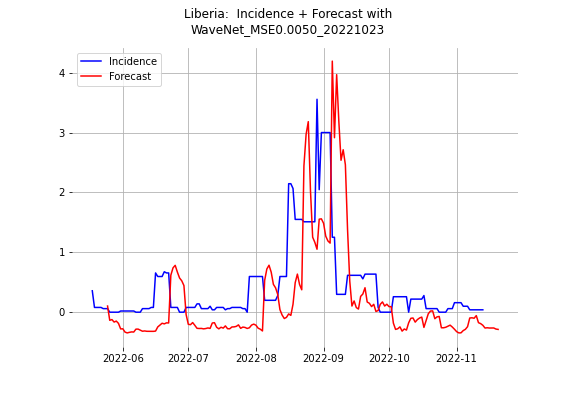 Liberia:  Incidence + Forecast with
WaveNet_MSE0.0050_20221023
Incidence
Forecast
4
3
2
1
0
2022-06
2022-07
2022-08
2022-09
2022-10
2022-11